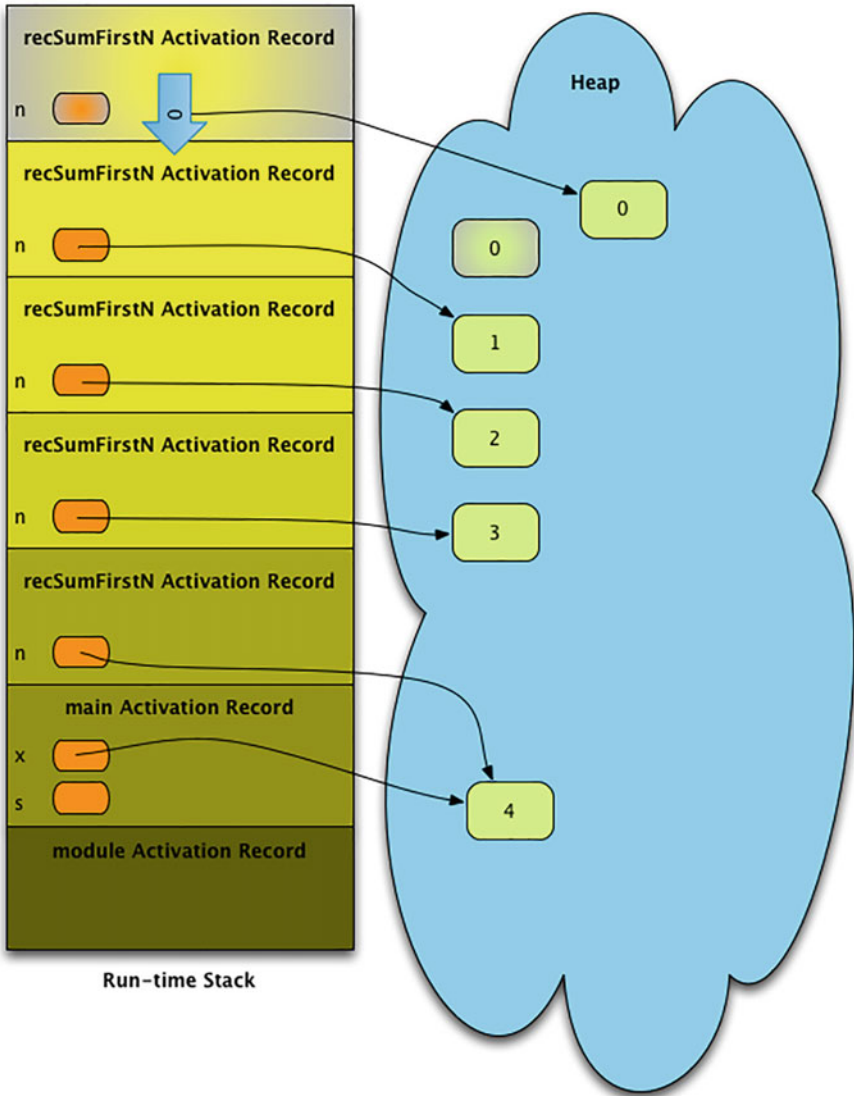 recSumFirstN Activation Record
n
0
recSumFirstN Activation Record
n
recSumFirstN Activation Record
n
recSumFirstN Activation Record
n
recSumFirstN Activation Record
n
main Activation Record
x
s
module Activation Record
Run-time Stack
Heap
0
0
1
2
3
4